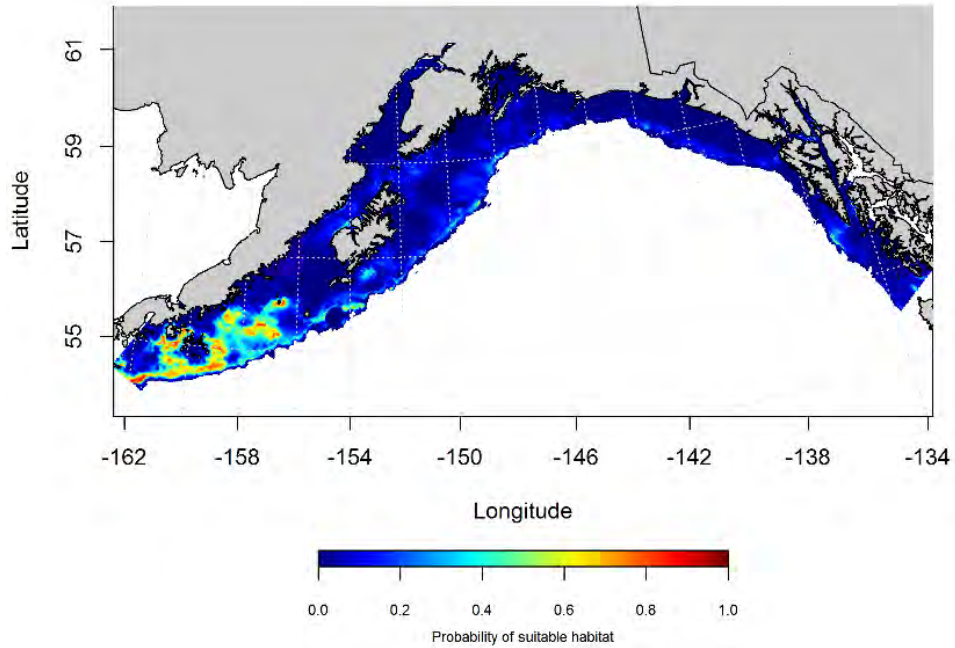 61
59
57
55
Latitude
-162 -158 -154 -150 -146 -142 -138 -134
Longitude
0.0 0.2 0.4 0.6 0.8 1.0
Probability of suitable habitat